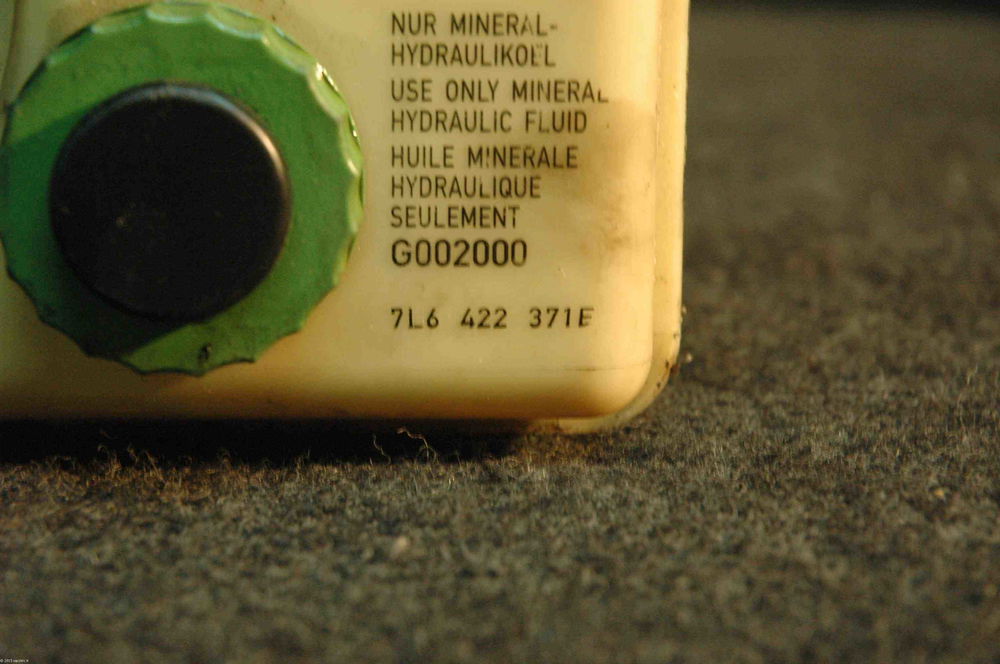 NUR MINERAL-
HYDRAULIKOEL
USE ONLY MINERAL
HYDRAULIC FLUID
HUILE MINERALE
HYDRAULIQUE
SEULEMENT
G002000
7L6 422 371E